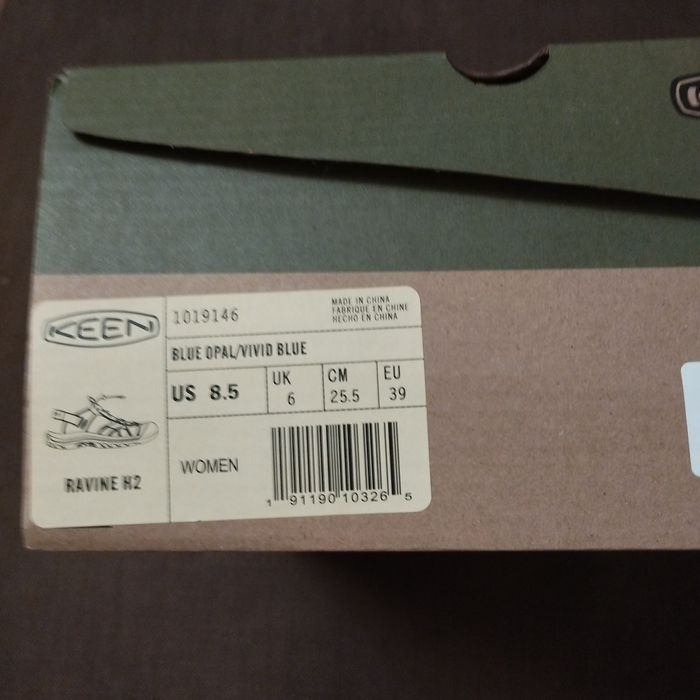 KEEN
1019146
MADE IN CHINA
FABRIQUE EN CHINE
HECHO EN CHINA
BLUE OPAL/VIVID BLUE
US 8.5
UK 6
CM 25.5
EU 39
RAVINE H2
WOMEN
1 91190 10326 5